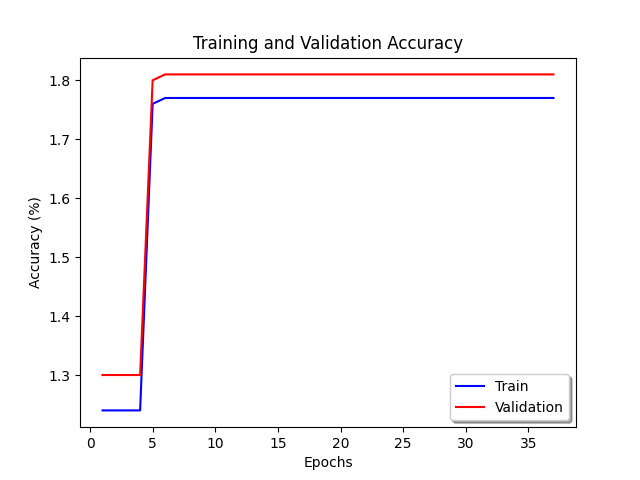 Training and Validation Accuracy
1.8
1.7
1.6
1.5
1.4
1.3
Accuracy (%)
Train
Validation
0 5 10 15 20 25 30 35
Epochs